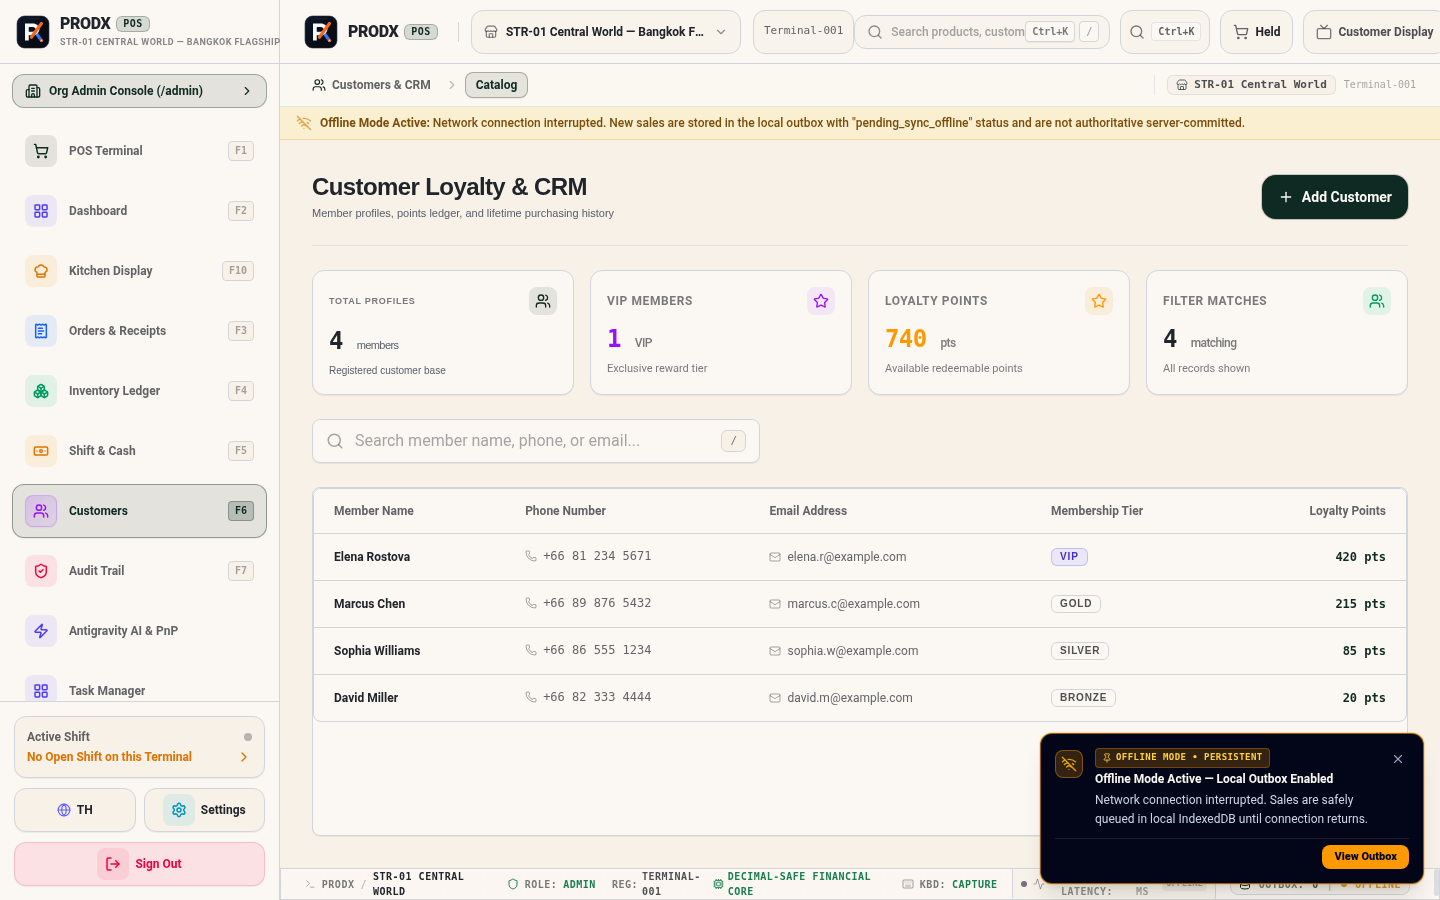 PRODX POS
STR-01 CENTRAL WORLD — BANGKOK FLAGSHIP
Org Admin Console (/admin)
POS Terminal F1
Dashboard F2
Kitchen Display F10
Orders & Receipts F3
Inventory Ledger F4
Shift & Cash F5
Customers F6
Audit Trail F7
Antigravity AI & PnP
Task Manager
Active Shift
No Open Shift on this Terminal
TH
Settings
Sign Out
PRODX POS
STR-01 Central World — Bangkok F...
Terminal-001
Search products, custom Ctrl+K /
Ctrl+K
Held
Customer Display
Customers & CRM
Catalog
STR-01 Central World
Terminal-001
Offline Mode Active: Network connection interrupted. New sales are stored in the local outbox with "pending_sync_offline" status and are not authoritative server-committed.
Customer Loyalty & CRM
Member profiles, points ledger, and lifetime purchasing history
Add Customer
TOTAL PROFILES
4 members
Registered customer base
VIP MEMBERS
1 VIP
Exclusive reward tier
LOYALTY POINTS
740 pts
Available redeemable points
FILTER MATCHES
4 matching
All records shown
Search member name, phone, or email... /
Member Name Phone Number Email Address Membership Tier Loyalty Points
Elena Rostova +66 81 234 5671 elena.r@example.com VIP 420 pts
Marcus Chen +66 89 876 5432 marcus.c@example.com GOLD 215 pts
Sophia Williams +66 86 555 1234 sophia.w@example.com SILVER 85 pts
David Miller +66 82 333 4444 david.m@example.com BRONZE 20 pts
OFFLINE MODE • PERSISTENT
Offline Mode Active — Local Outbox Enabled
Network connection interrupted. Sales are safely
queued in local IndexedDB until connection returns.
View Outbox
PRODX /
STR-01 CENTRAL
WORLD
ROLE: ADMIN
REG:
TERMINAL-
001
DECIMAL-SAFE FINANCIAL
CORE
KBD: CAPTURE
LATENCY:
MS
OFFLINE
OUTBOX: 0
OFFLINE